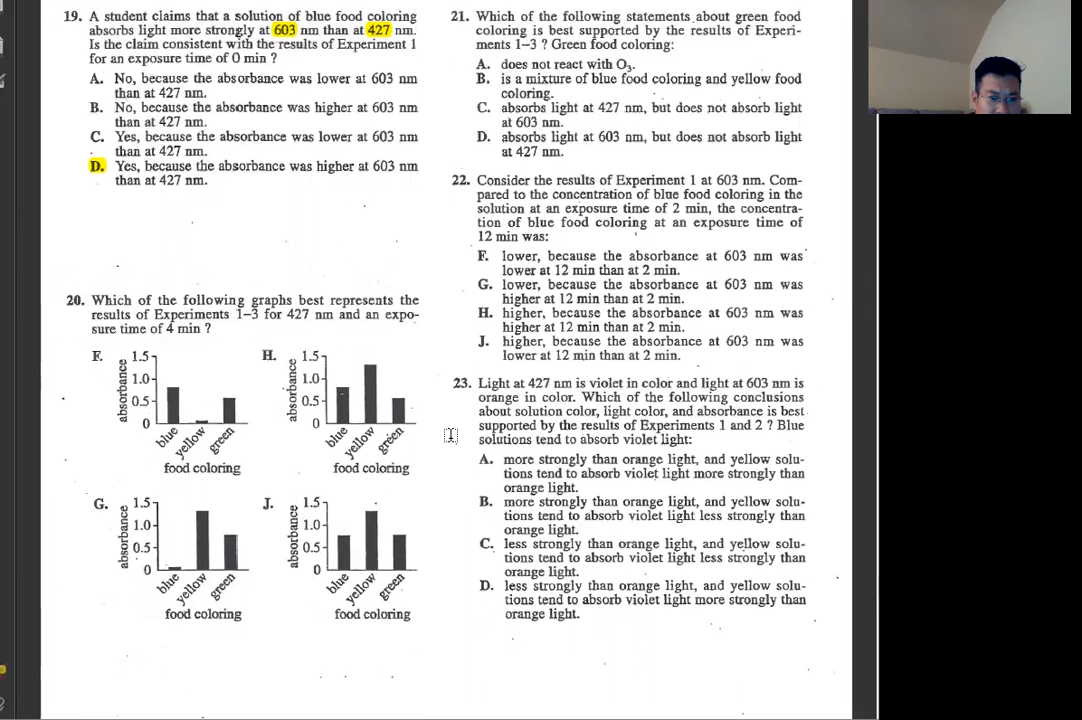 19. A student claims that a solution of blue food coloring
absorbs light more strongly at 603 nm than at 427 nm.
Is the claim consistent with the results of Experiment 1
for an exposure time of 0 min ?
A. No, because the absorbance was lower at 603 nm
than at 427 nm.
B. No, because the absorbance was higher at 603 nm
than at 427 nm.
C. Yes, because the absorbance was lower at 603 nm
than at 427 nm.
D. Yes, because the absorbance was higher at 603 nm
than at 427 nm.
20. Which of the following graphs best represents the
results of Experiments 1–3 for 427 nm and an expo-
sure time of 4 min ?
F.
absorbance
1.5
1.0
0.5
0
blue
yellow
green
food coloring
H.
absorbance
1.5
1.0
0.5
0
blue
yellow
green
food coloring
G.
absorbance
1.5
1.0
0.5
0
blue
yellow
green
food coloring
J.
absorbance
1.5
1.0
0.5
0
blue
yellow
green
food coloring
21. Which of the following statements about green food
coloring is best supported by the results of Experi-
ments 1–3 ? Green food coloring:
A. does not react with O3.
B. is a mixture of blue food coloring and yellow food
coloring.
C. absorbs light at 427 nm, but does not absorb light
at 603 nm.
D. absorbs light at 603 nm, but does not absorb light
at 427 nm.
22. Consider the results of Experiment 1 at 603 nm. Com-
pared to the concentration of blue food coloring in the
solution at an exposure time of 2 min, the concentra-
tion of blue food coloring at an exposure time of
12 min was:
F. lower, because the absorbance at 603 nm was
lower at 12 min than at 2 min.
G. lower, because the absorbance at 603 nm was
higher at 12 min than at 2 min.
H. higher, because the absorbance at 603 nm was
higher at 12 min than at 2 min.
J. higher, because the absorbance at 603 nm was
lower at 12 min than at 2 min.
23. Light at 427 nm is violet in color and light at 603 nm is
orange in color. Which of the following conclusions
about solution color, light color, and absorbance is best
supported by the results of Experiments 1 and 2 ? Blue
solutions tend to absorb violet light:
A. more strongly than orange light, and yellow solu-
tions tend to absorb violet light more strongly than
orange light.
B. more strongly than orange light, and yellow solu-
tions tend to absorb violet light less strongly than
orange light.
C. less strongly than orange light, and yellow solu-
tions tend to absorb violet light less strongly than
orange light.
D. less strongly than orange light, and yellow solu-
tions tend to absorb violet light more strongly than
orange light.